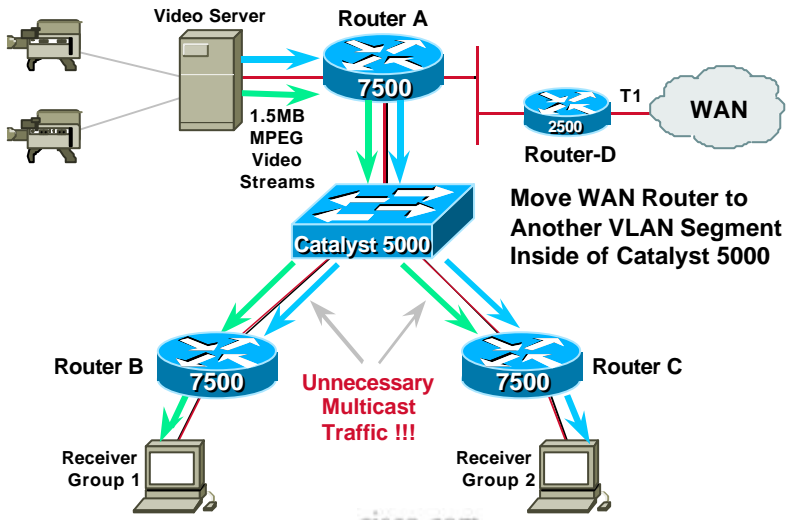 Video Server
Router A
7500
1.5MB
MPEG
Video
Streams
T1
WAN
2500
Router-D
Move WAN Router to
Another VLAN Segment
Inside of Catalyst 5000
Catalyst 5000
Router B
7500
Unnecessary
Multicast
Traffic !!!
7500
Router C
Receiver
Group 1
Receiver
Group 2